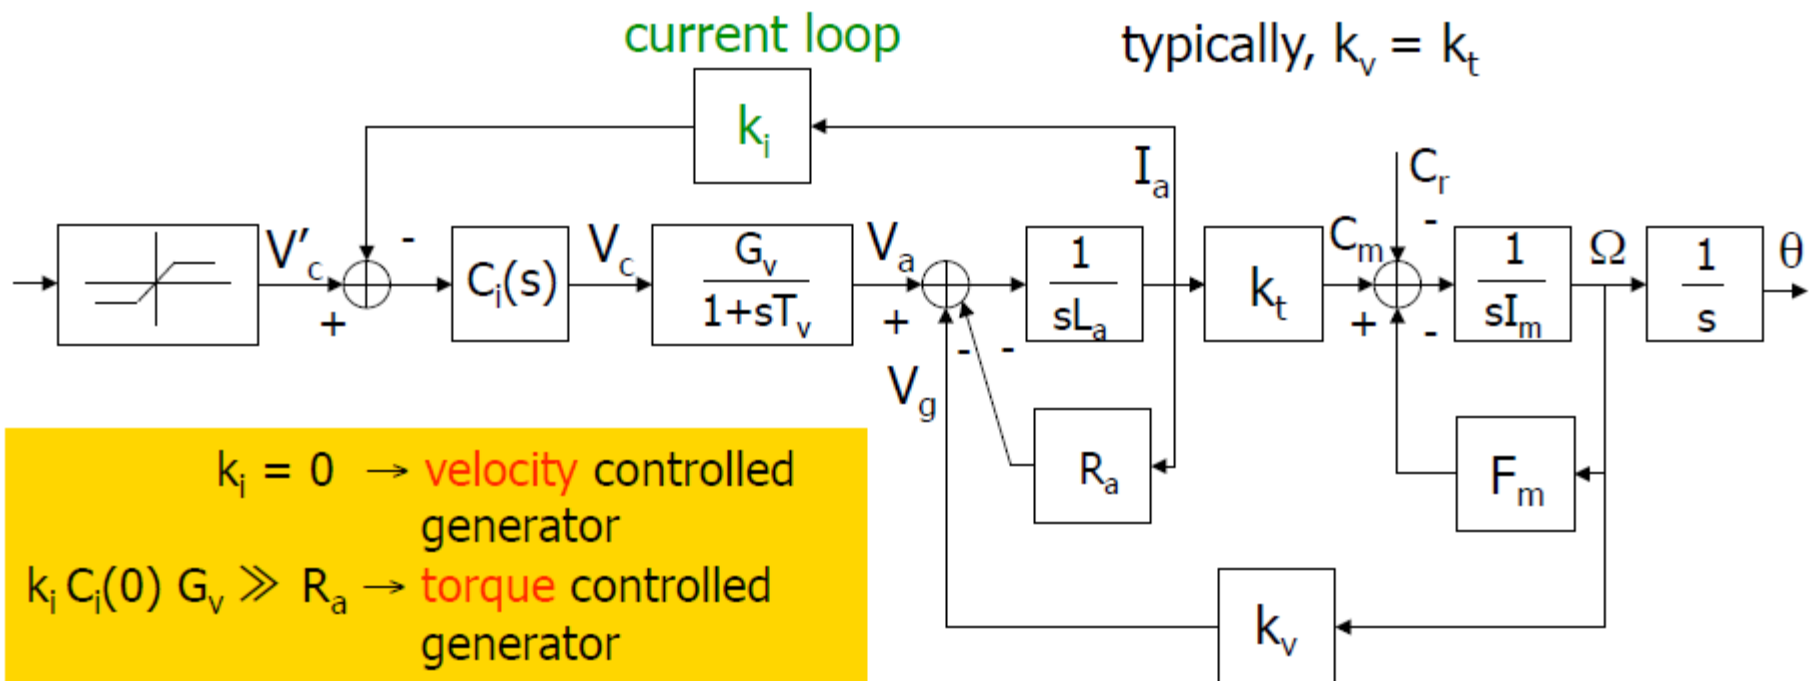 current loop
typically, kᵥ = kₜ
kᵢ
Iₐ
Cᵣ
-
V′c
+
-
Cᵢ(s)
Vc
Gᵥ
1+sTᵥ
Vₐ
+
-
-
Vg
1
sLₐ
kₜ
Cₘ
+
-
1
sIₘ
Ω
1
s
θ
Rₐ
Fₘ
kᵥ
kᵢ = 0 → velocity controlled
generator
kᵢ Cᵢ(0) Gᵥ ≫ Rₐ → torque controlled
generator